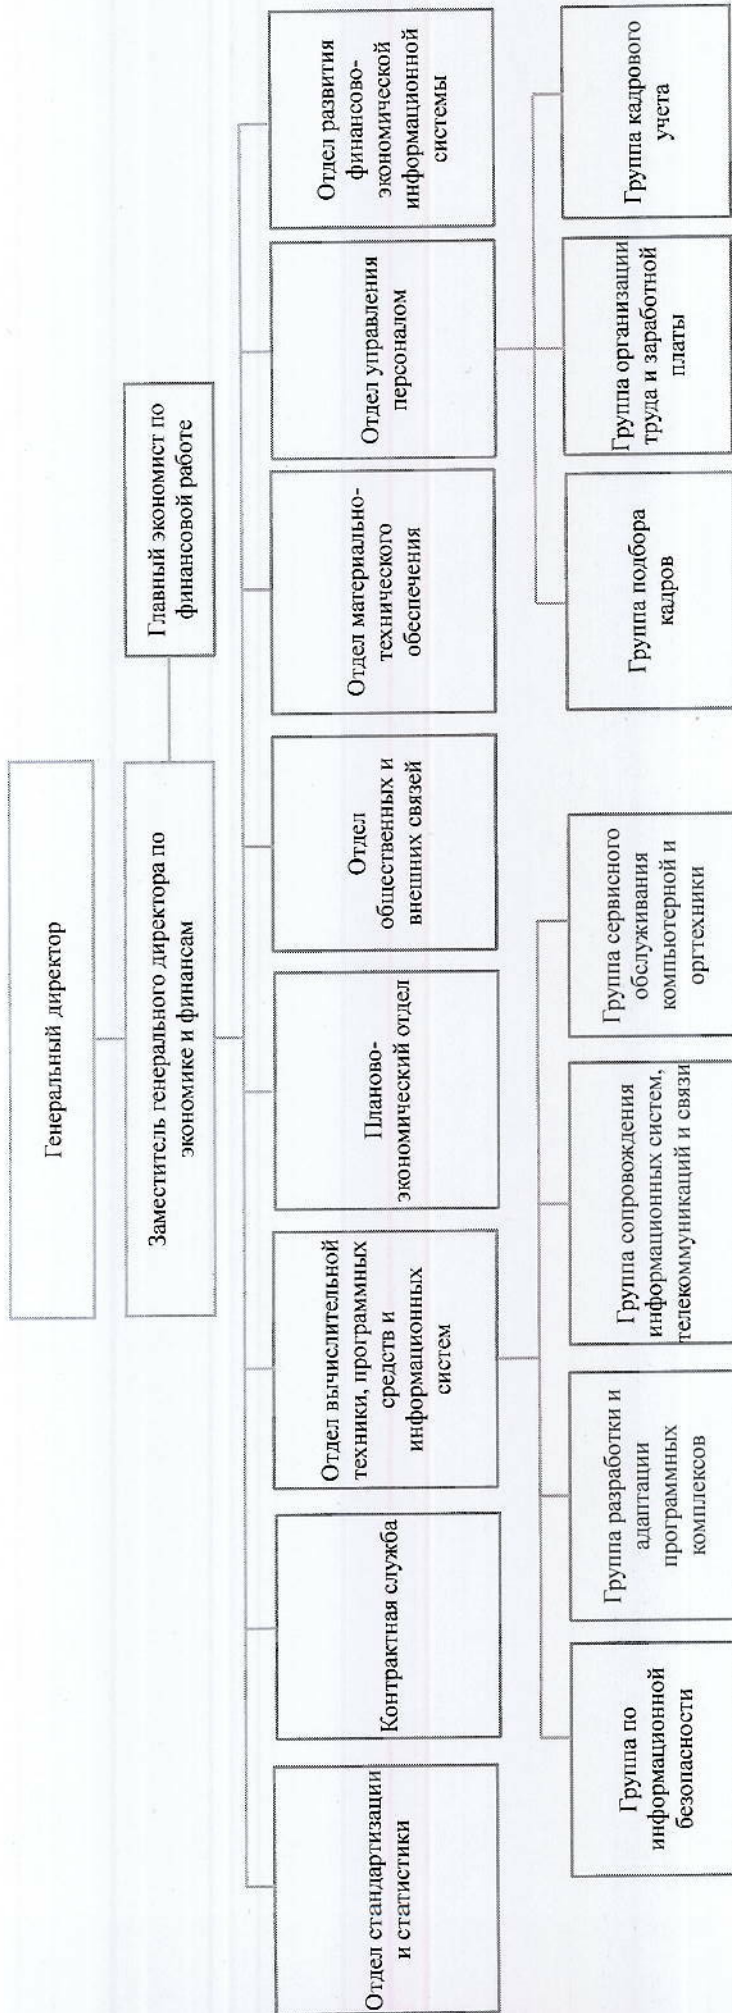 Генеральный директор
Заместитель генерального директора по
экономике и финансам
Главный экономист по
финансовой работе
Отдел стандартизации
и статистики
Контрактная служба
Отдел вычислительной
техники, программных
средств и
информационных
систем
Планово-
экономический отдел
Отдел
общественных и
внешних связей
Отдел материально-
технического
обеспечения
Отдел управления
персоналом
Отдел развития
финансово-
экономической
информационной
системы
Группа по
информационной
безопасности
Группа разработки и
адаптации
программных
комплексов
Группа сопровождения
информационных систем,
телекоммуникаций и связи
Группа сервисного
обслуживания
компьютерной и
оргтехники
Группа подбора
кадров
Группа организации
труда и заработной
платы
Группа кадрового
учета